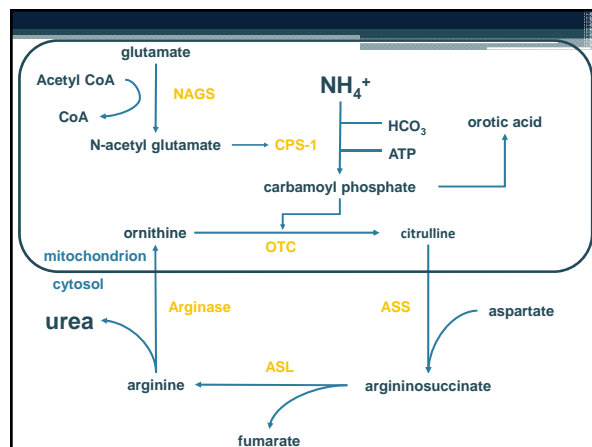 glutamate
Acetyl CoA
NAGS
NH₄⁺
CoA
HCO₃
orotic acid
N-acetyl glutamate
CPS-1
ATP
carbamoyl phosphate
ornithine
citrulline
OTC
mitochondrion
cytosol
urea
Arginase
ASS
aspartate
ASL
arginine
argininosuccinate
fumarate